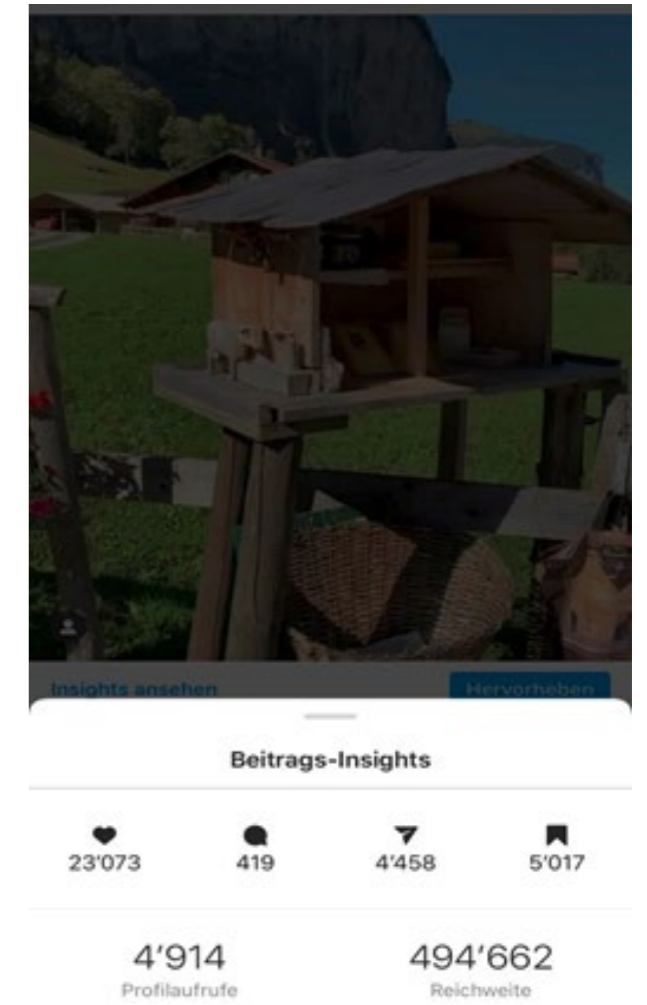 Insights ansehen Hervorheben
Beitrags-Insights
23’073 419 4’458 5’017
4’914 494’662
Profilaufrufe Reichweite